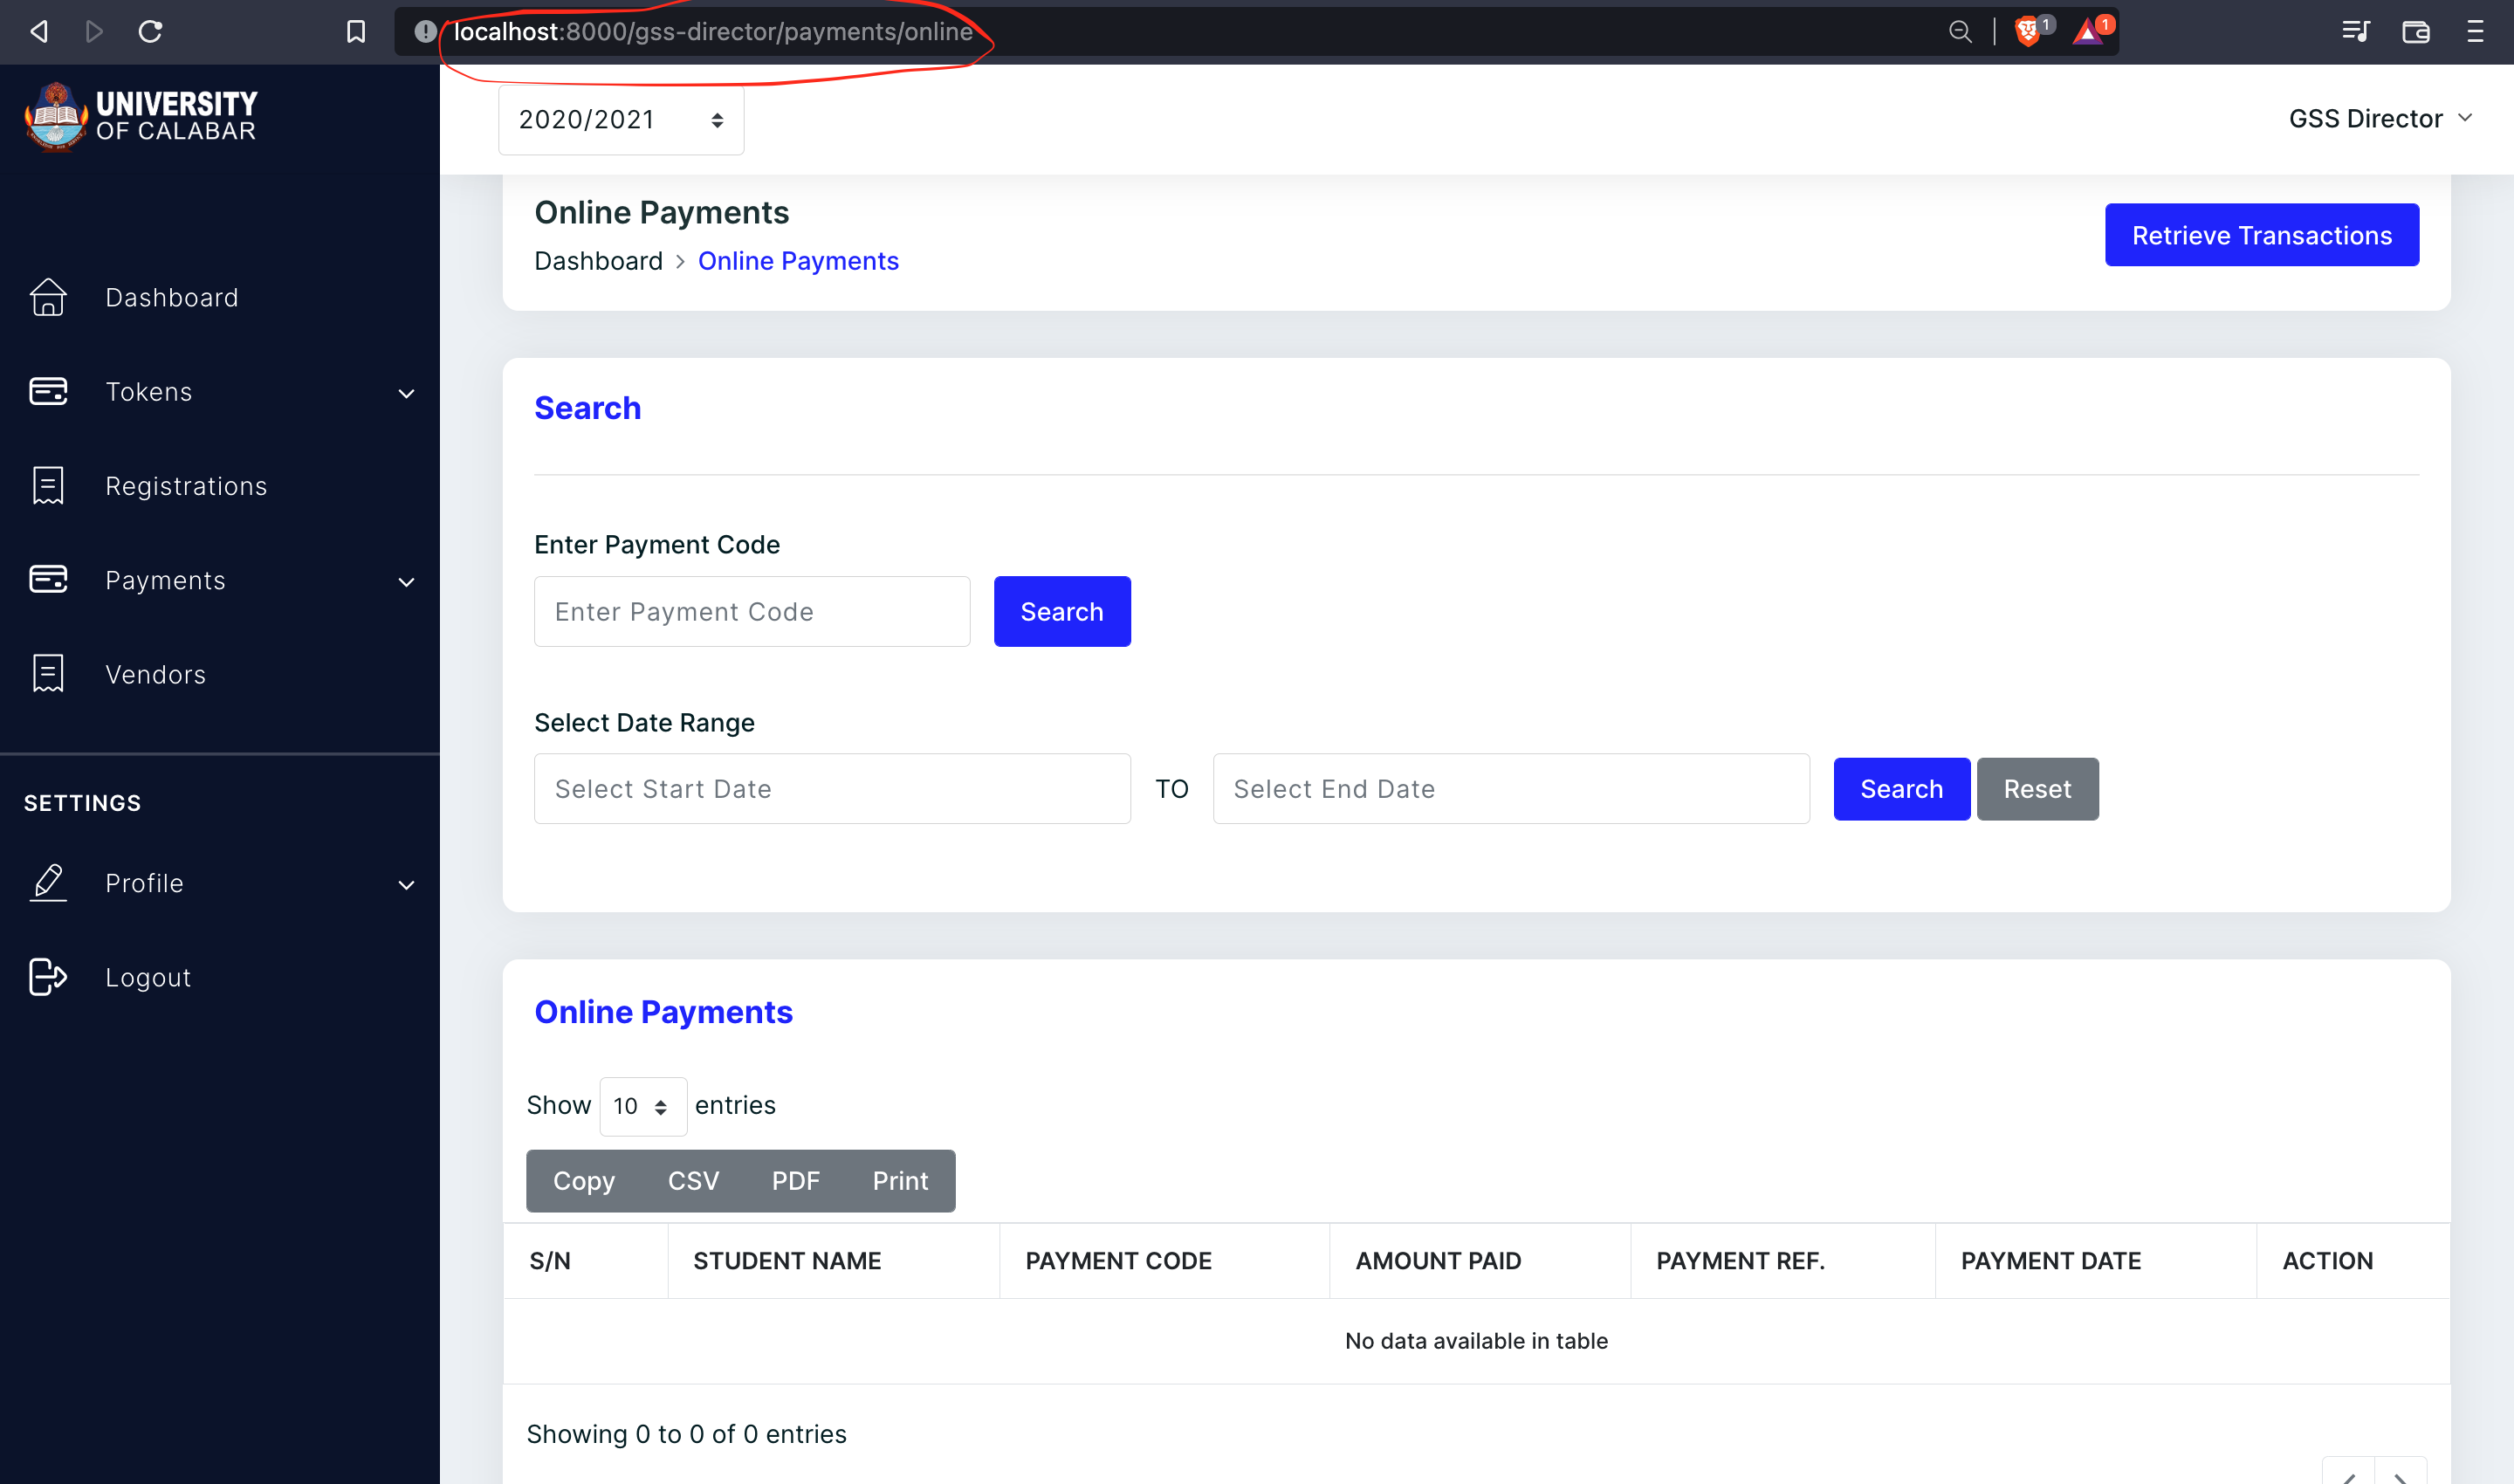 localhost:8000/gss-director/payments/online
1
1
UNIVERSITY
OF CALABAR
2020/2021
GSS Director
Dashboard
Tokens
Registrations
Payments
Vendors
SETTINGS
Profile
Logout
Online Payments
Dashboard > Online Payments
Retrieve Transactions
Search
Enter Payment Code
Enter Payment Code
Search
Select Date Range
Select Start Date
TO
Select End Date
Search
Reset
Online Payments
Show 10 entries
Copy CSV PDF Print
S/N STUDENT NAME PAYMENT CODE AMOUNT PAID PAYMENT REF. PAYMENT DATE ACTION
No data available in table
Showing 0 to 0 of 0 entries